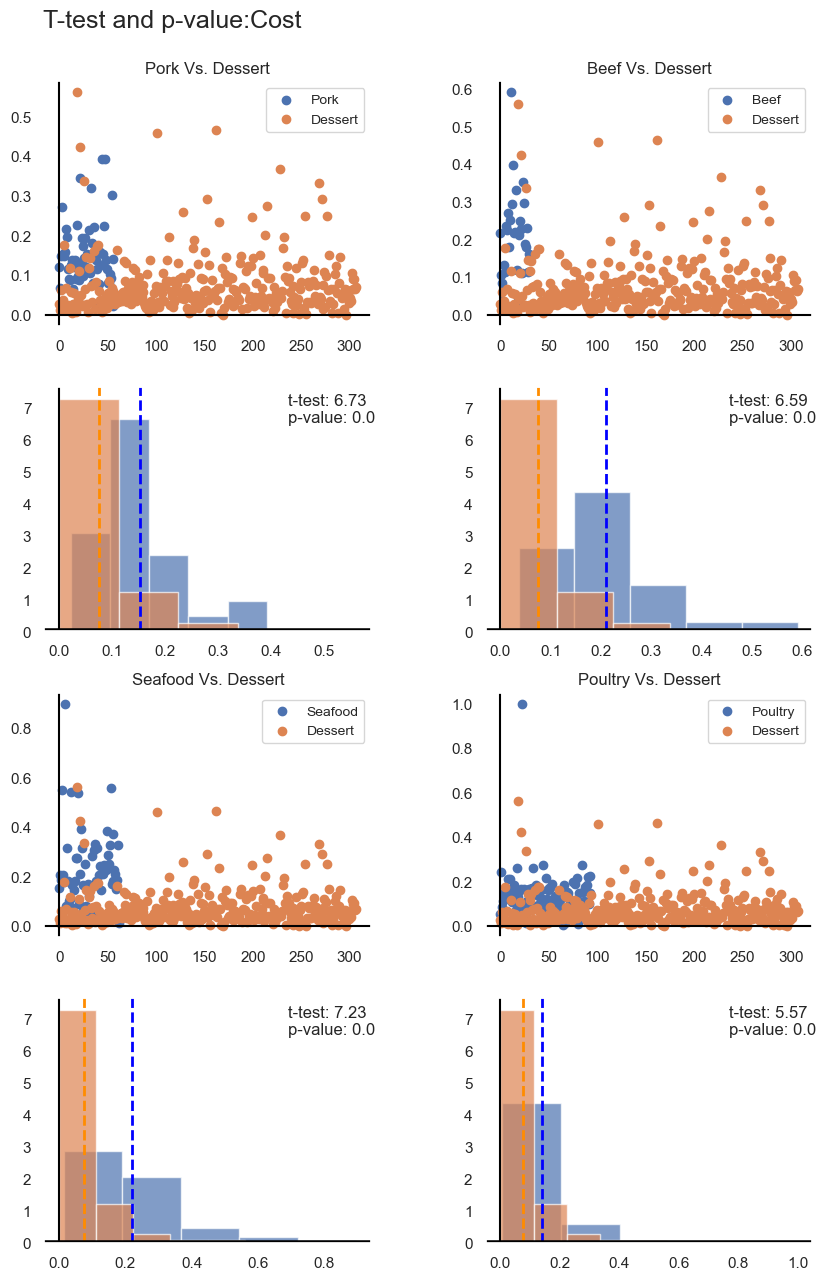 T-test and p-value:Cost
Pork Vs. Dessert
Pork
Dessert
0.5
0.4
0.3
0.2
0.1
0.0
0 50 100 150 200 250 300
Beef Vs. Dessert
Beef
Dessert
0.6
0.5
0.4
0.3
0.2
0.1
0.0
0 50 100 150 200 250 300
t-test: 6.73
p-value: 0.0
7
6
5
4
3
2
1
0
0.0 0.1 0.2 0.3 0.4 0.5
t-test: 6.59
p-value: 0.0
7
6
5
4
3
2
1
0
0.0 0.1 0.2 0.3 0.4 0.5 0.6
Seafood Vs. Dessert
Seafood
Dessert
0.8
0.6
0.4
0.2
0.0
0 50 100 150 200 250 300
Poultry Vs. Dessert
Poultry
Dessert
1.0
0.8
0.6
0.4
0.2
0.0
0 50 100 150 200 250 300
t-test: 7.23
p-value: 0.0
7
6
5
4
3
2
1
0
0.0 0.2 0.4 0.6 0.8
t-test: 5.57
p-value: 0.0
7
6
5
4
3
2
1
0
0.0 0.2 0.4 0.6 0.8 1.0